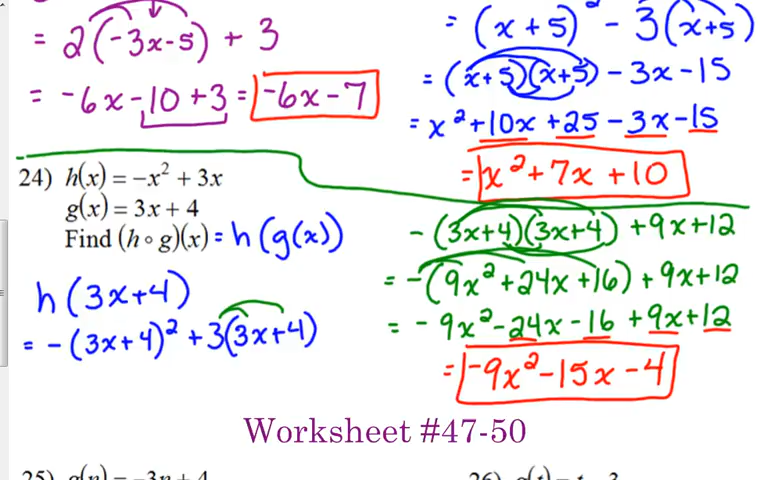 = 2(-3x-5) + 3
= -6x-10+3 = -6x-7
= (x+5)² - 3(x+5)
= (x+5)(x+5) - 3x - 15
= x² + 10x + 25 - 3x - 15
= x² + 7x + 10
24) h(x) = −x² + 3x
g(x) = 3x + 4
Find (h ∘ g)(x) = h(g(x))
h(3x+4)
= -(3x+4)² + 3(3x+4)
-(3x+4)(3x+4) + 9x + 12
= -(9x² + 24x + 16) + 9x + 12
= -9x² - 24x - 16 + 9x + 12
= -9x² - 15x - 4
Worksheet #47-50